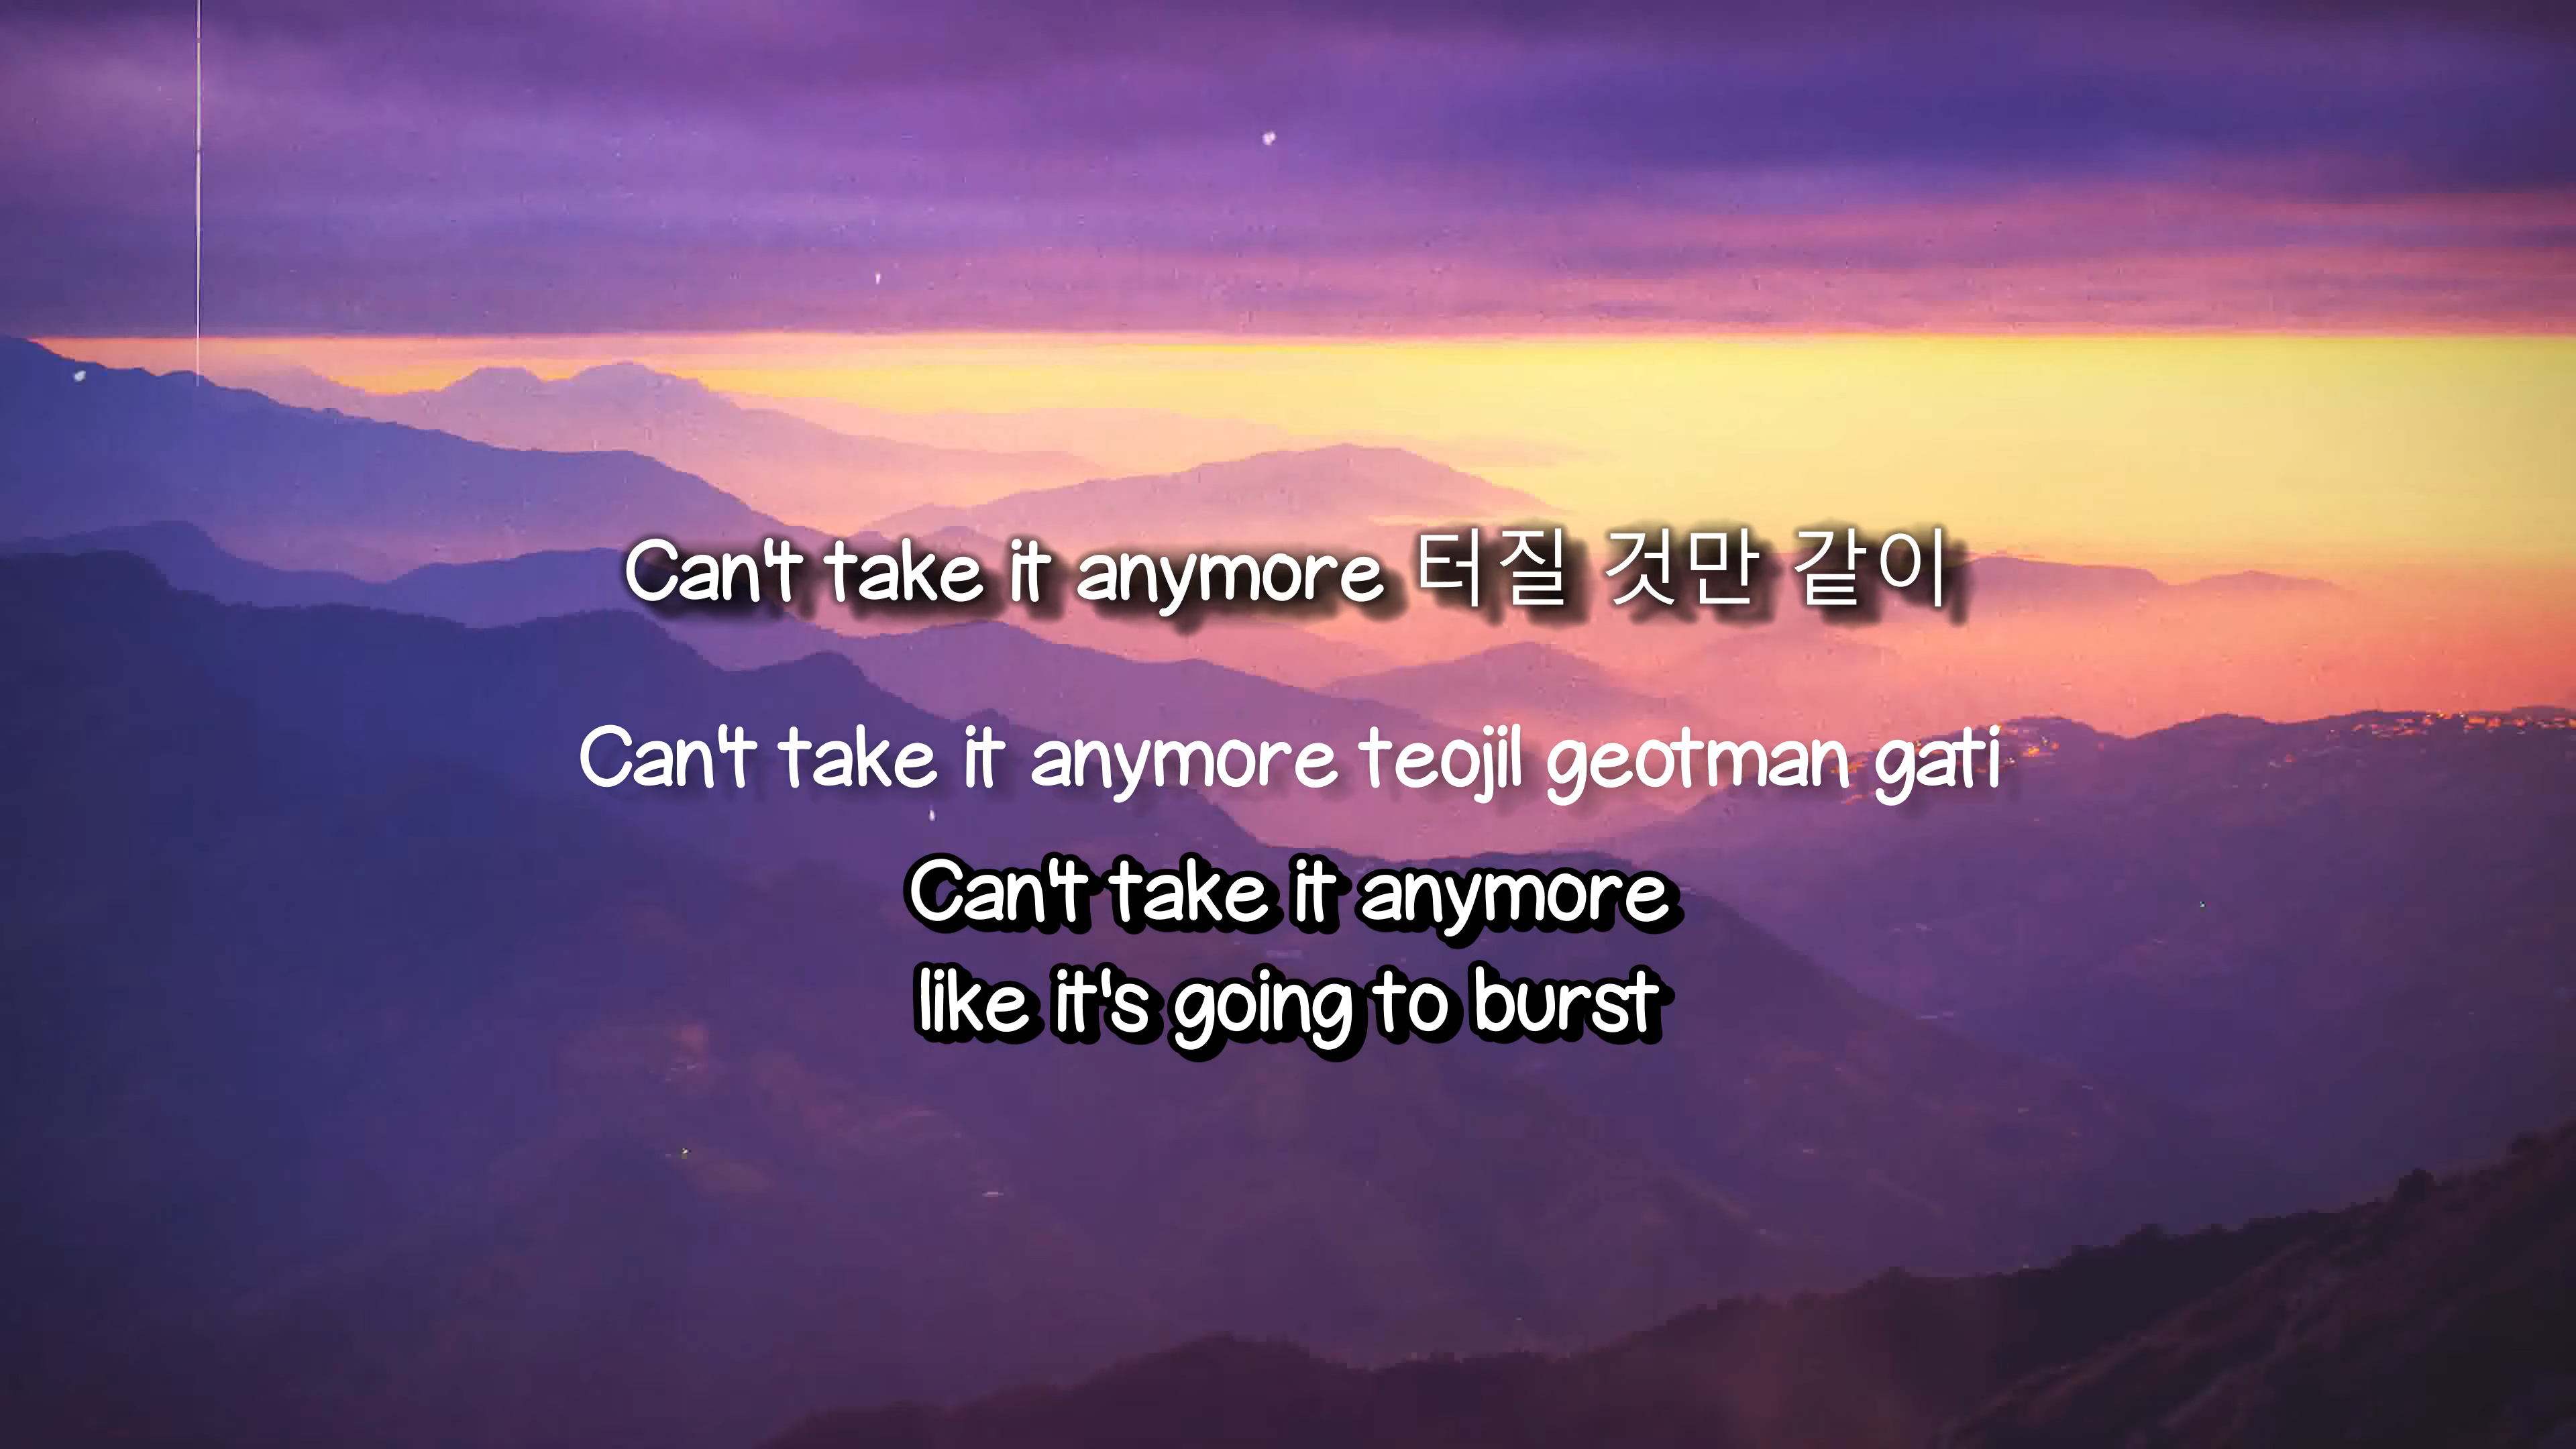 Can't take it anymore 터질 것만 같이
Can't take it anymore teojil geotman gati
Can't take it anymore
like it's going to burst